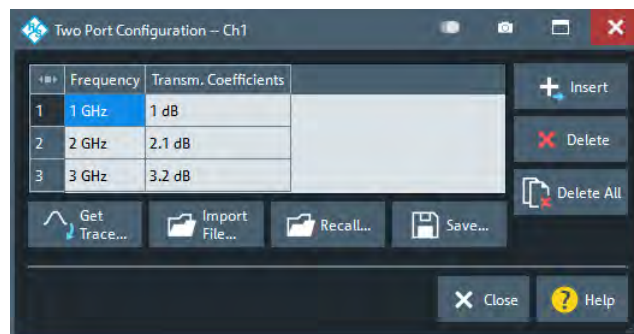 Two Port Configuration – Ch1
Frequency Transm. Coefficients
1 1 GHz 1 dB
2 2 GHz 2.1 dB
3 3 GHz 3.2 dB
Insert
Delete
Delete All
Get Trace...
Import File...
Recall...
Save...
Close
? Help